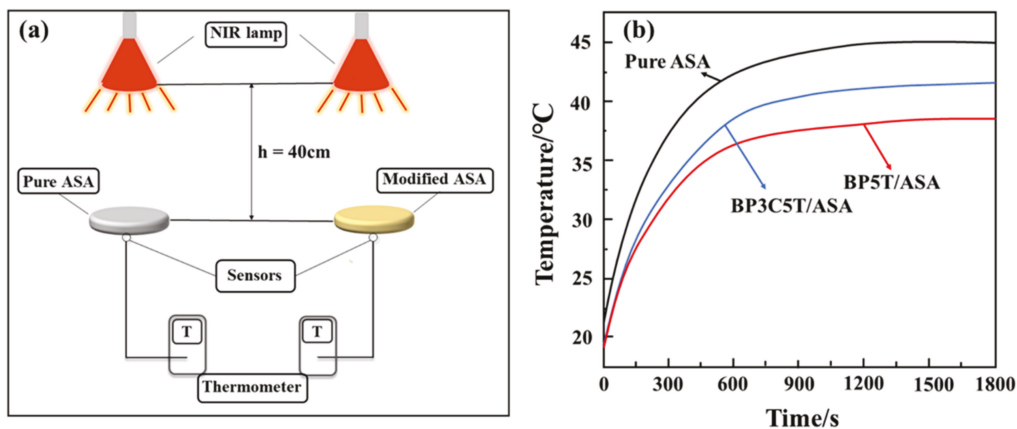 (a)
NIR lamp
h = 40cm
Pure ASA
Modified ASA
Sensors
T
T
Thermometer
(b)
Temperature/°C
45
40
35
30
25
20
Pure ASA
BP5T/ASA
BP3C5T/ASA
0
300
600
900
1200
1500
1800
Time/s